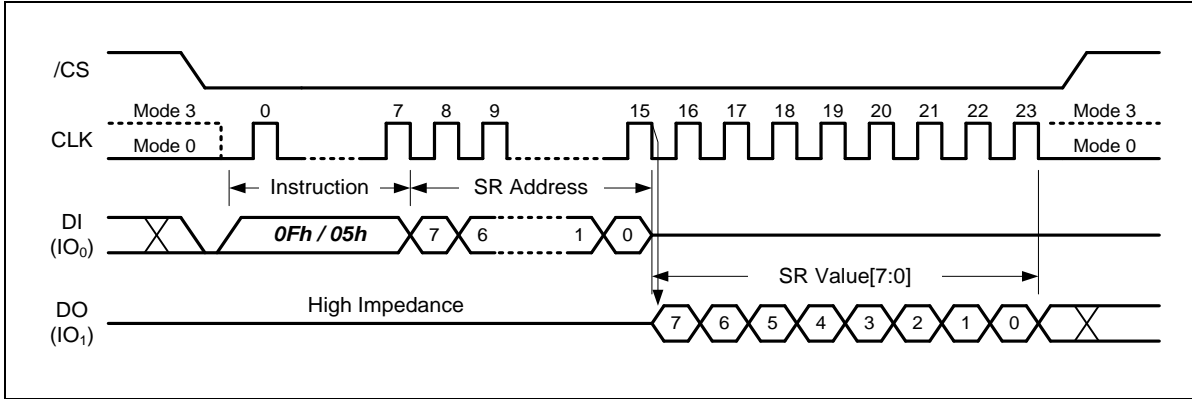 /CS
Mode 3 0 7 8 9 15 16 17 18 19 20 21 22 23 Mode 3
CLK
Mode 0 Mode 0
Instruction SR Address
DI
(IO₀)
0Fh / 05h 7 6 1 0
SR Value[7:0]
High Impedance
DO
(IO₁)
7 6 5 4 3 2 1 0